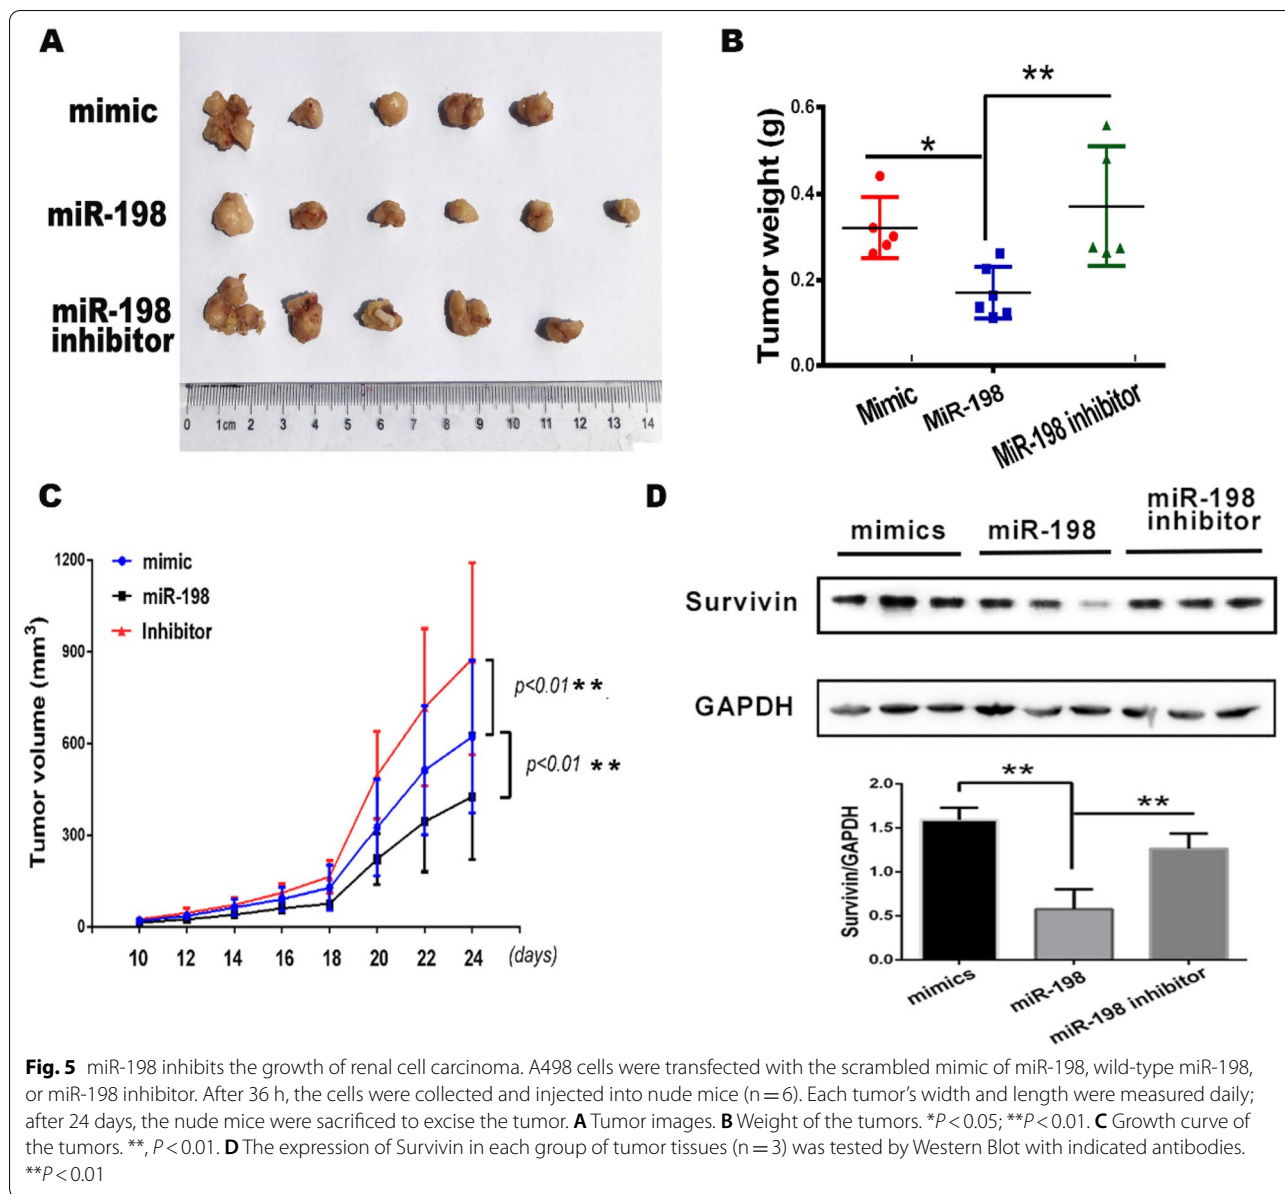 A
mimic
miR-198
miR-198
inhibitor
0 1cm 2 3 4 5 6 7 8 9 10 11 12 13 14
B
**
*
Tumor weight (g)
0.6
0.4
0.2
0.0
Mimic
MiR-198
MiR-198 inhibitor
C
mimic
miR-198
Inhibitor
Tumor volume (mm³)
1200
900
600
300
0
10 12 14 16 18 20 22 24 (days)
p<0.01 **
p<0.01 **
D
mimics
miR-198
miR-198
inhibitor
Survivin
GAPDH
**
**
Survivin/GAPDH
2.0
1.5
1.0
0.5
0.0
mimics
miR-198
miR-198 inhibitor
Fig. 5 miR-198 inhibits the growth of renal cell carcinoma. A498 cells were transfected with the scrambled mimic of miR-198, wild-type miR-198,
or miR-198 inhibitor. After 36 h, the cells were collected and injected into nude mice (n = 6). Each tumor's width and length were measured daily;
after 24 days, the nude mice were sacrificed to excise the tumor. A Tumor images. B Weight of the tumors. *P < 0.05; **P < 0.01. C Growth curve of
the tumors. **, P < 0.01. D The expression of Survivin in each group of tumor tissues (n = 3) was tested by Western Blot with indicated antibodies.
**P < 0.01